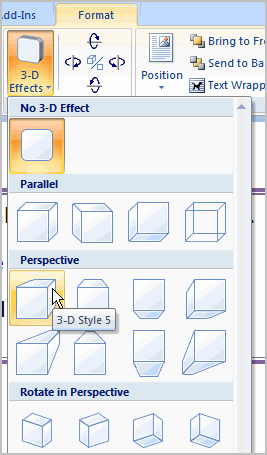 dd-Ins Format
3-D
Effects
Position
Bring to Fr
Send to Ba
Text Wrapp
No 3-D Effect
Parallel
Perspective
3-D Style 5
Rotate in Perspective